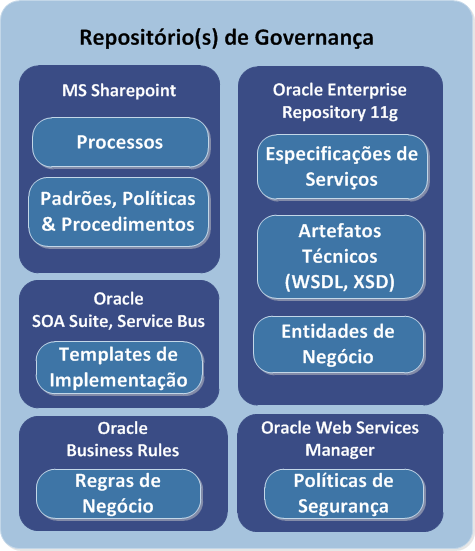 Repositório(s) de Governança
MS Sharepoint
Processos
Padrões, Políticas
& Procedimentos
Oracle
SOA Suite, Service Bus
Templates de
Implementação
Oracle
Business Rules
Regras de
Negócio
Oracle Enterprise
Repository 11g
Especificações de
Serviços
Artefatos
Técnicos
(WSDL, XSD)
Entidades de
Negócio
Oracle Web Services
Manager
Políticas de
Segurança